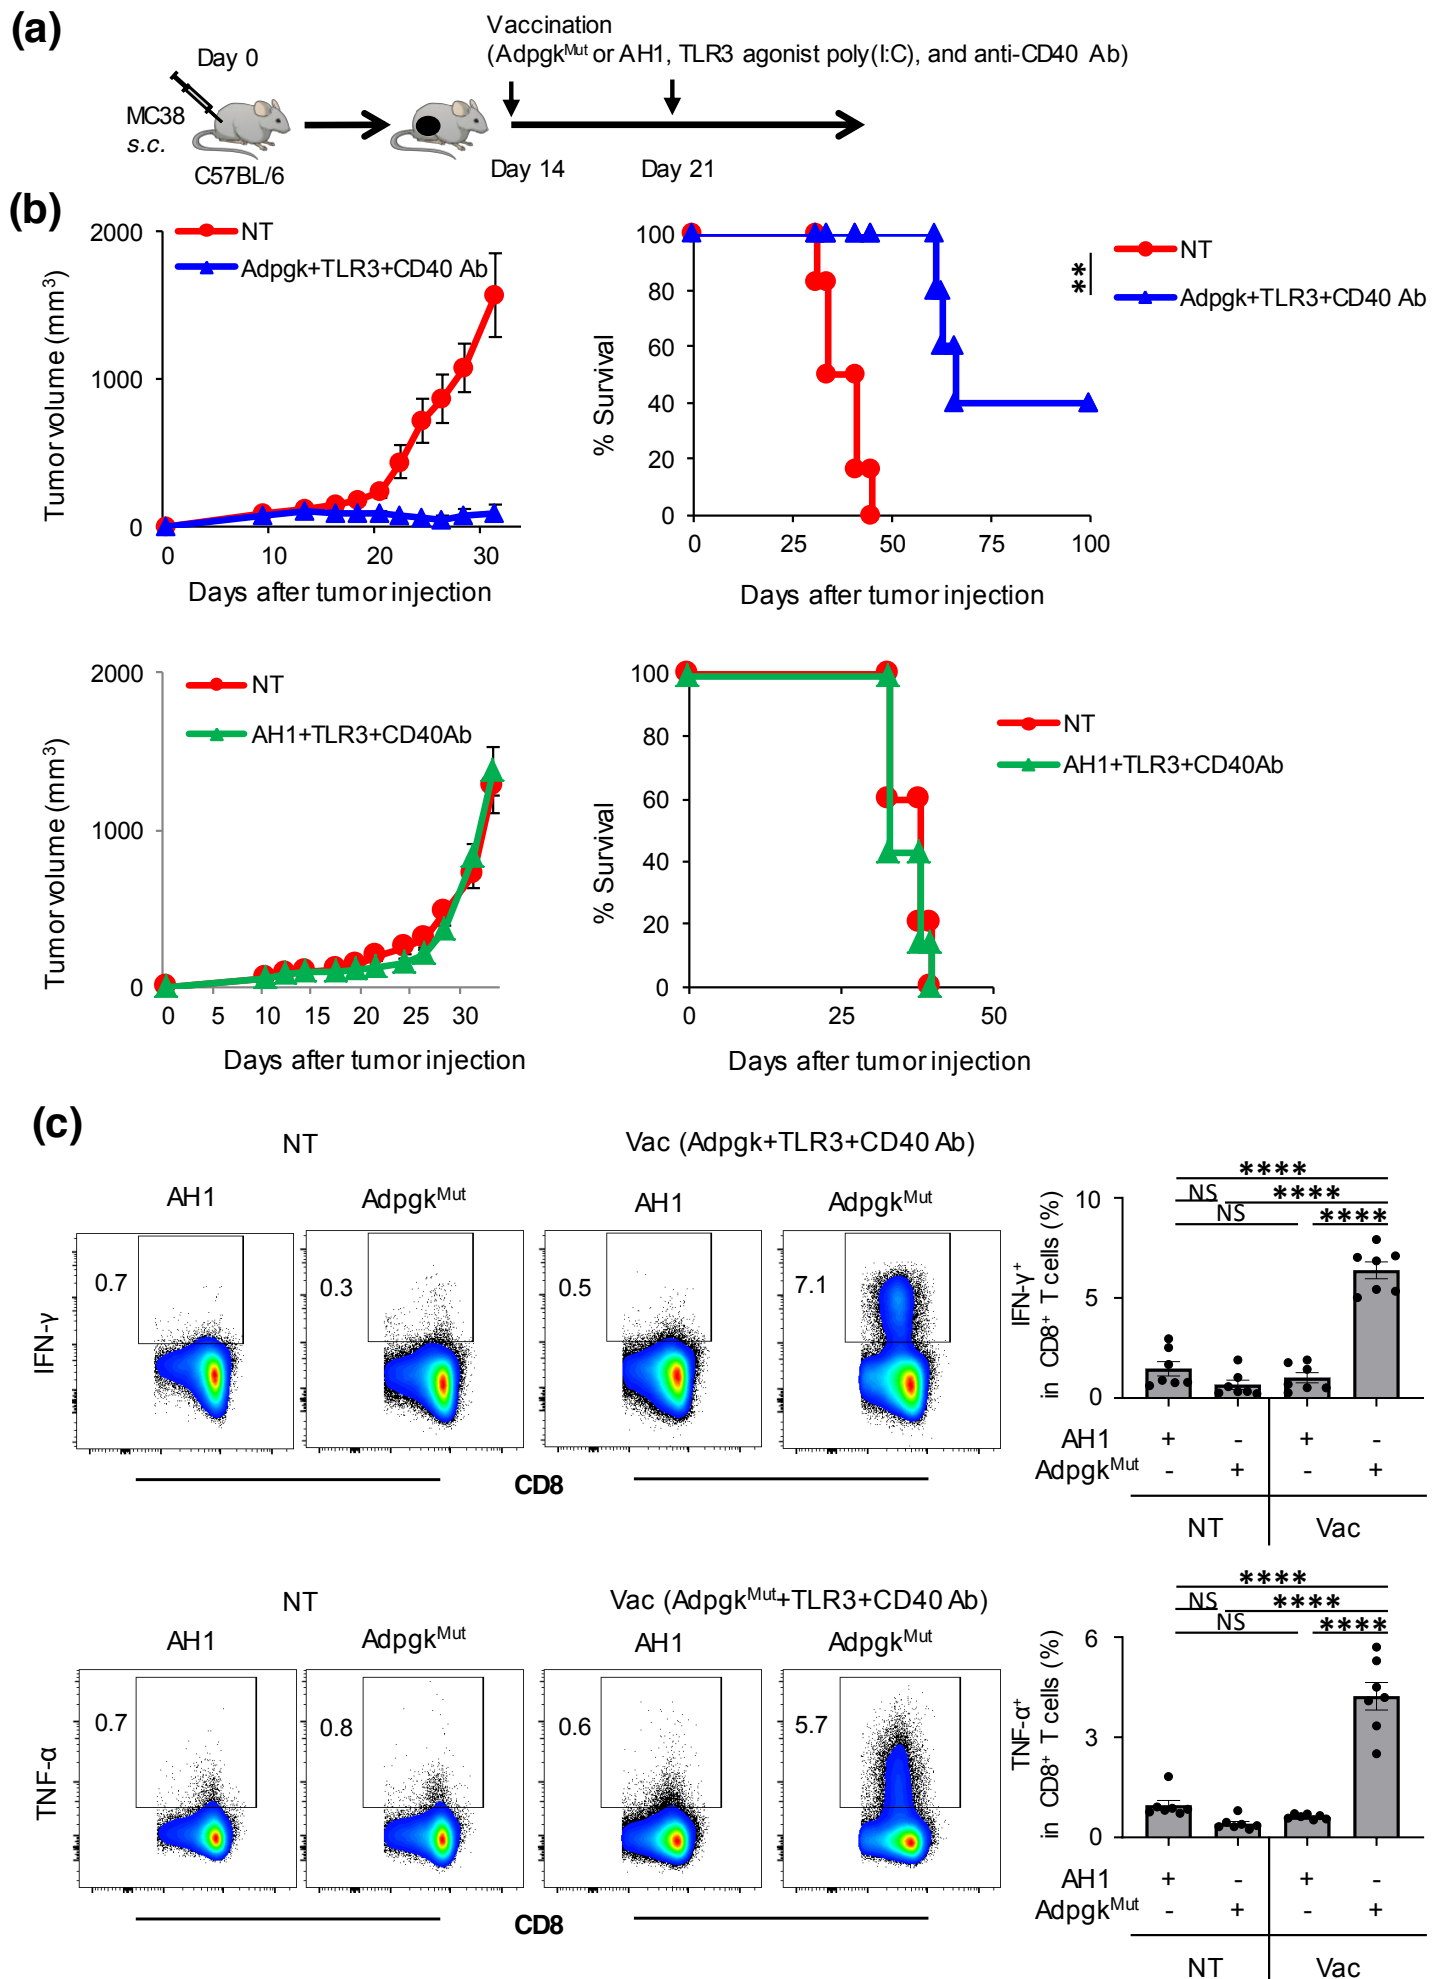 (a)
Vaccination
(Adpgk^Mut or AH1, TLR3 agonist poly(I:C), and anti-CD40 Ab)
Day 0
MC38
s.c.
C57BL/6
Day 14
Day 21
(b)
NT
Adpgk+TLR3+CD40 Ab
2000
1000
0
Tumor volume (mm³)
0 10 20 30
Days after tumor injection
100
80
60
40
20
0
% Survival
0 25 50 75 100
Days after tumor injection
NT
Adpgk+TLR3+CD40 Ab
**
NT
AH1+TLR3+CD40Ab
2000
1000
0
Tumor volume (mm³)
0 5 10 15 20 25 30
Days after tumor injection
100
80
60
40
20
0
% Survival
0 25 50
Days after tumor injection
NT
AH1+TLR3+CD40Ab
(c)
NT
Vac (Adpgk+TLR3+CD40 Ab)
AH1
Adpgk^Mut
AH1
Adpgk^Mut
0.7
0.3
0.5
7.1
IFN-γ
CD8
****
NS ****
NS ****
10
5
0
IFN-γ⁺
in CD8⁺ T cells (%)
AH1 + - + -
Adpgk^Mut - + - +
NT Vac
NT
Vac (Adpgk^Mut+TLR3+CD40 Ab)
AH1
Adpgk^Mut
AH1
Adpgk^Mut
0.7
0.8
0.6
5.7
TNF-α
CD8
****
NS ****
NS ****
6
3
0
TNF-α⁺
in CD8⁺ T cells (%)
AH1 + - + -
Adpgk^Mut - + - +
NT Vac